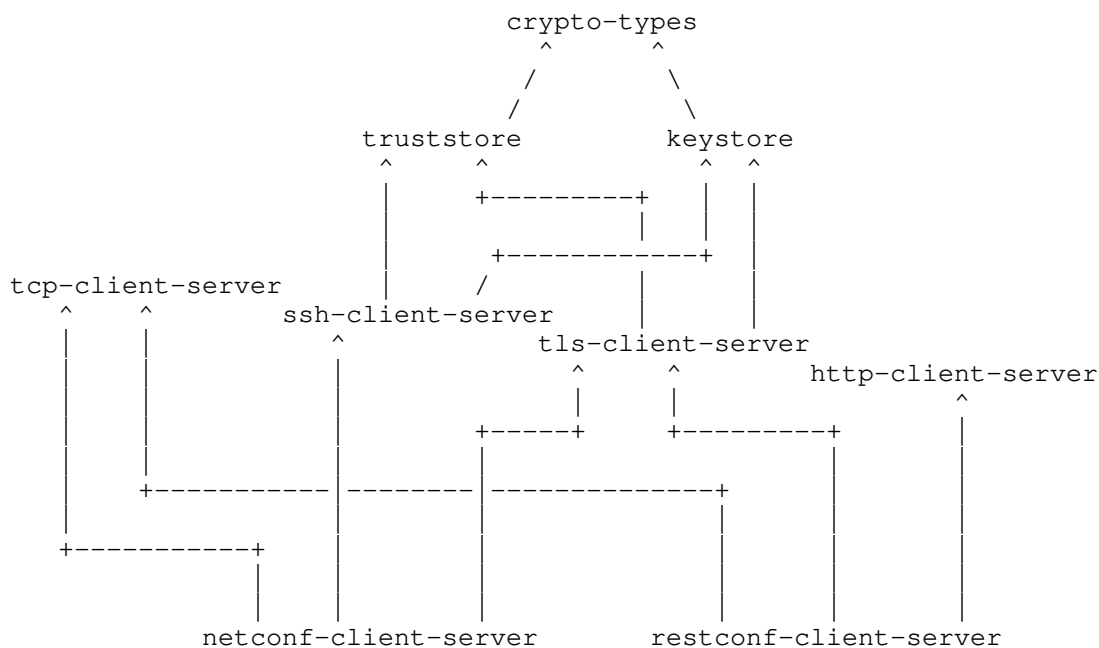 crypto-types
truststore keystore
tcp-client-server
ssh-client-server
tls-client-server
http-client-server
netconf-client-server restconf-client-server